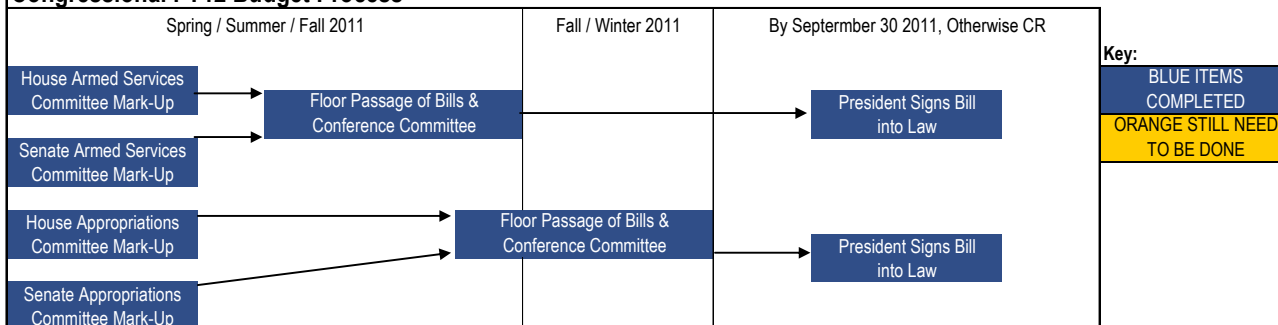 Congressional FY12 Budget Process
Spring / Summer / Fall 2011
Fall / Winter 2011
By Septermber 30 2011, Otherwise CR
House Armed Services
Committee Mark-Up
Senate Armed Services
Committee Mark-Up
Floor Passage of Bills &
Conference Committee
President Signs Bill
into Law
House Appropriations
Committee Mark-Up
Senate Appropriations
Committee Mark-Up
Floor Passage of Bills &
Conference Committee
President Signs Bill
into Law
Key:
BLUE ITEMS
COMPLETED
ORANGE STILL NEED
TO BE DONE